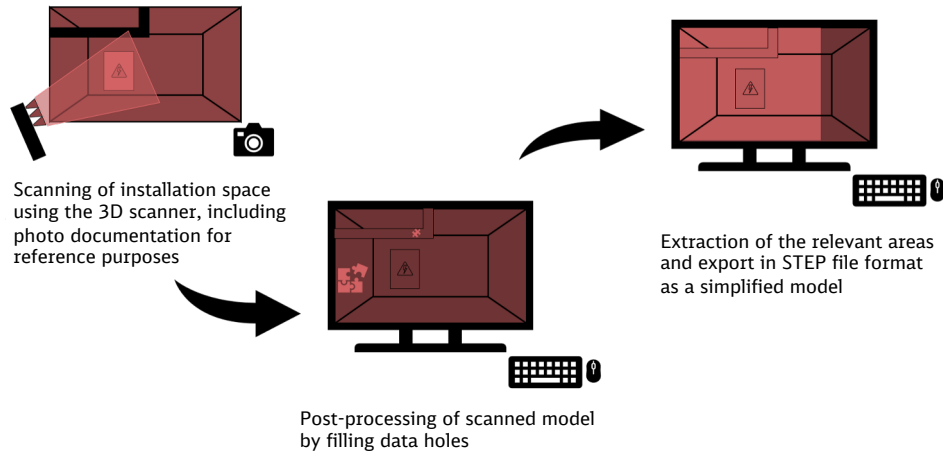 Scanning of installation space
using the 3D scanner, including
photo documentation for
reference purposes
Post-processing of scanned model
by filling data holes
Extraction of the relevant areas
and export in STEP file format
as a simplified model